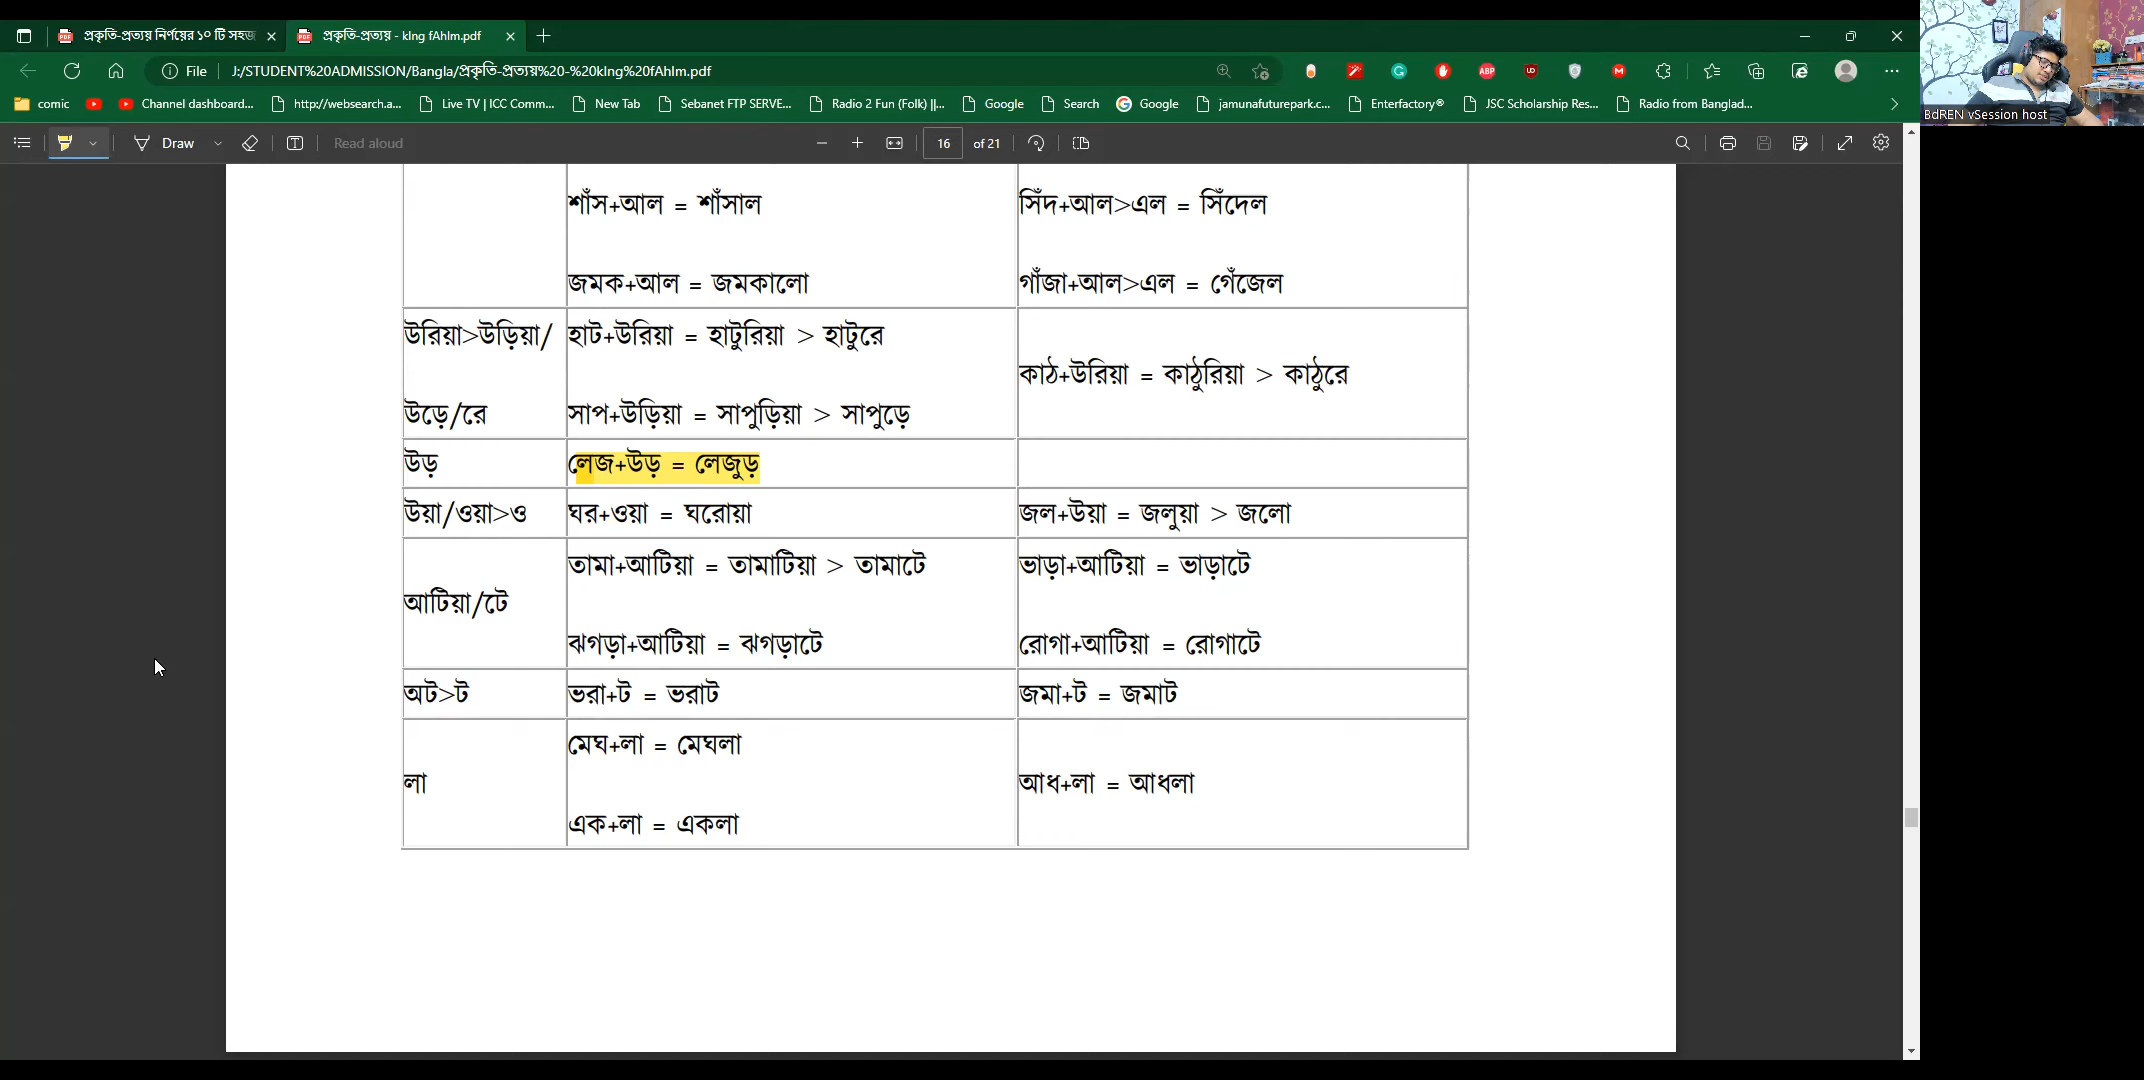 প্রকৃতি-প্রত্যয় নির্ণয়ের ১০ টি সহজ
প্রকৃতি-প্রত্যয় - kIng fAhIm.pdf
File J:/STUDENT%20ADMISSION/Bangla/প্রকৃতি-প্রত্যয়%20-%20kIng%20fAhIm.pdf
comic Channel dashboard... http://websearch.a... Live TV | ICC Comm... New Tab Sebanet FTP SERVE... Radio 2 Fun (Folk) ||... Google Search Google jamunafuturepark.c... Enterfactory® JSC Scholarship Res... Radio from Banglad...
BdREN vSession host
Draw Read aloud 16 of 21
শাঁস+আল = শাঁসাল সিঁদ+আল>এল = সিঁদেল
জমক+আল = জমকালো গাঁজা+আল>এল = গেঁজেল
উরিয়া>উড়িয়া/ হাট+উরিয়া = হাটুরিয়া > হাটুরে
কাঠ+উরিয়া = কাঠুরিয়া > কাঠুরে
উড়ে/রে সাপ+উড়িয়া = সাপুড়িয়া > সাপুড়ে
উড় লেজ+উড় = লেজুড়
উয়া/ওয়া>ও ঘর+ওয়া = ঘরোয়া জল+উয়া = জলুয়া > জলো
তামা+আটিয়া = তামাটিয়া > তামাটে ভাড়া+আটিয়া = ভাড়াটে
আটিয়া/টে
ঝগড়া+আটিয়া = ঝগড়াটে রোগা+আটিয়া = রোগাটে
অট>ট ভরা+ট = ভরাট জমা+ট = জমাট
মেঘ+লা = মেঘলা
লা আধ+লা = আধলা
এক+লা = একলা